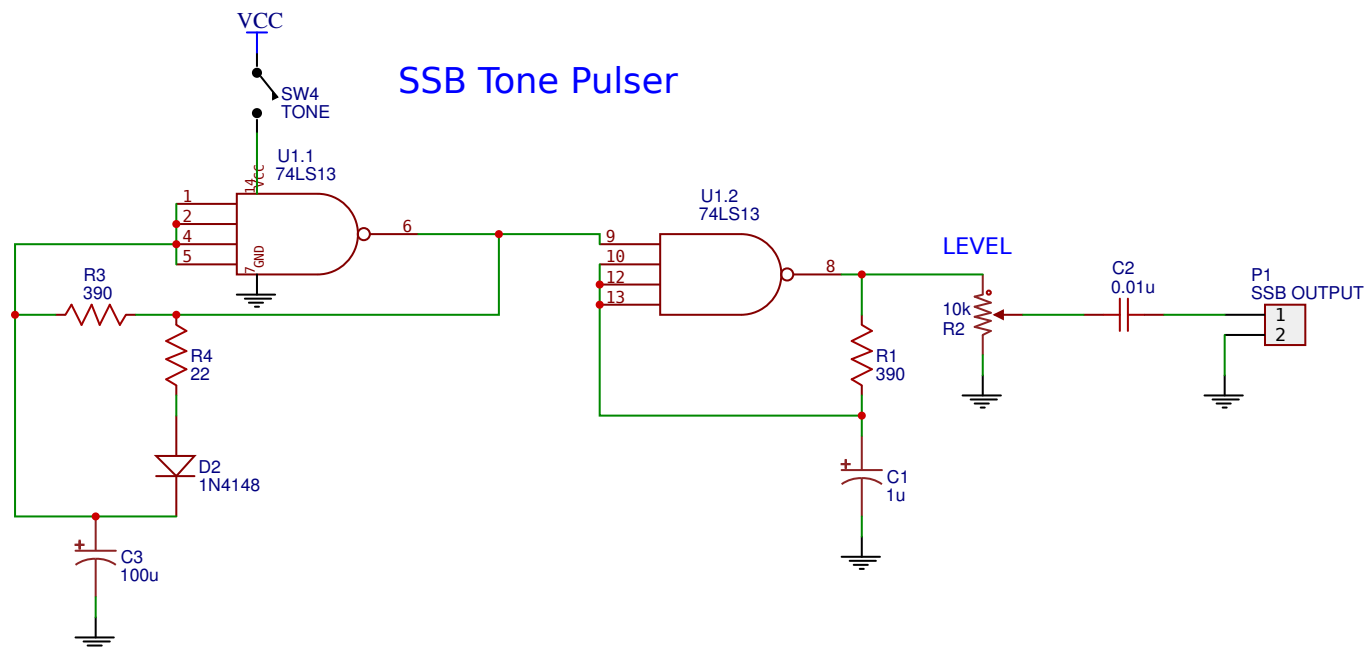 VCC
SSB Tone Pulser
SW4
TONE
U1.1
74LS13
14
VCC
1
2
4
5
7
GND
6
R3
390
R4
22
D2
1N4148
C3
100u
U1.2
74LS13
9
10
12
13
8
R1
390
C1
1u
LEVEL
10k
R2
C2
0.01u
P1
SSB OUTPUT
1
2